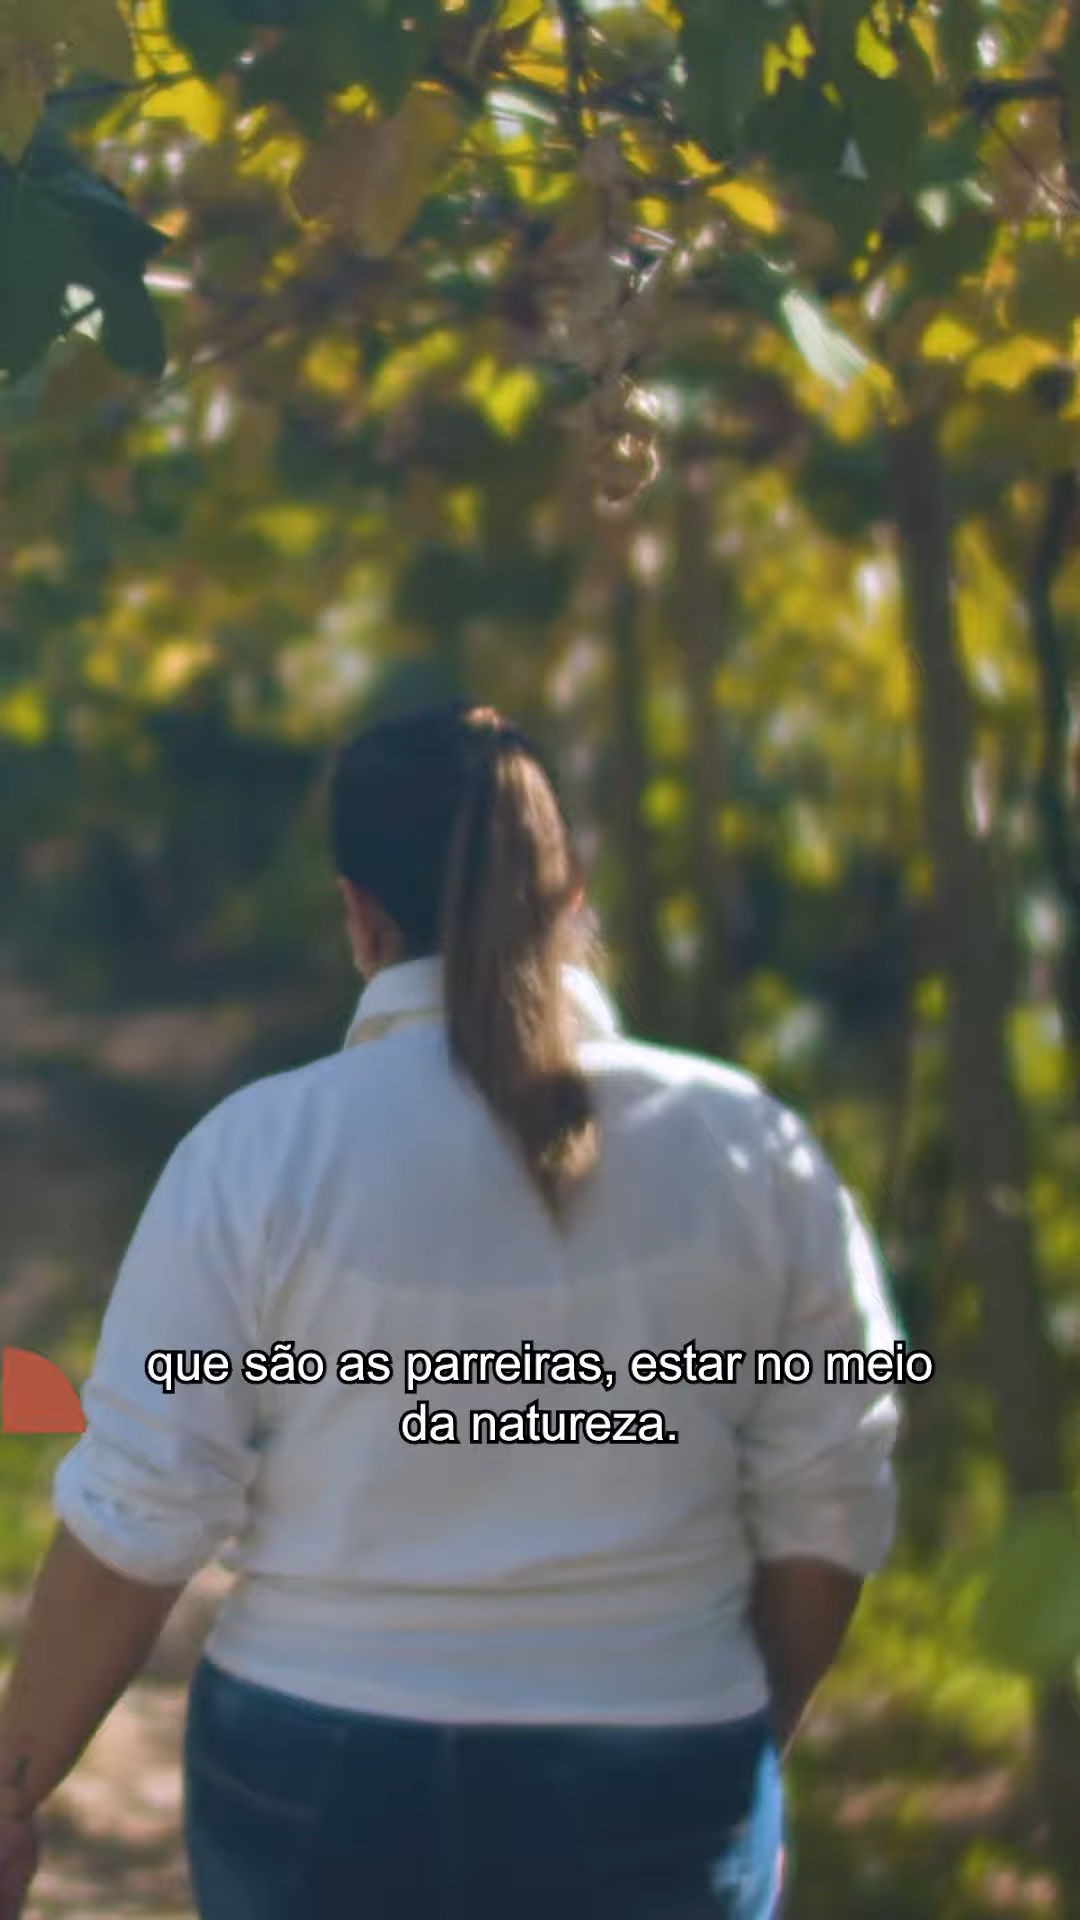 que são as parreiras, estar no meio
da natureza.